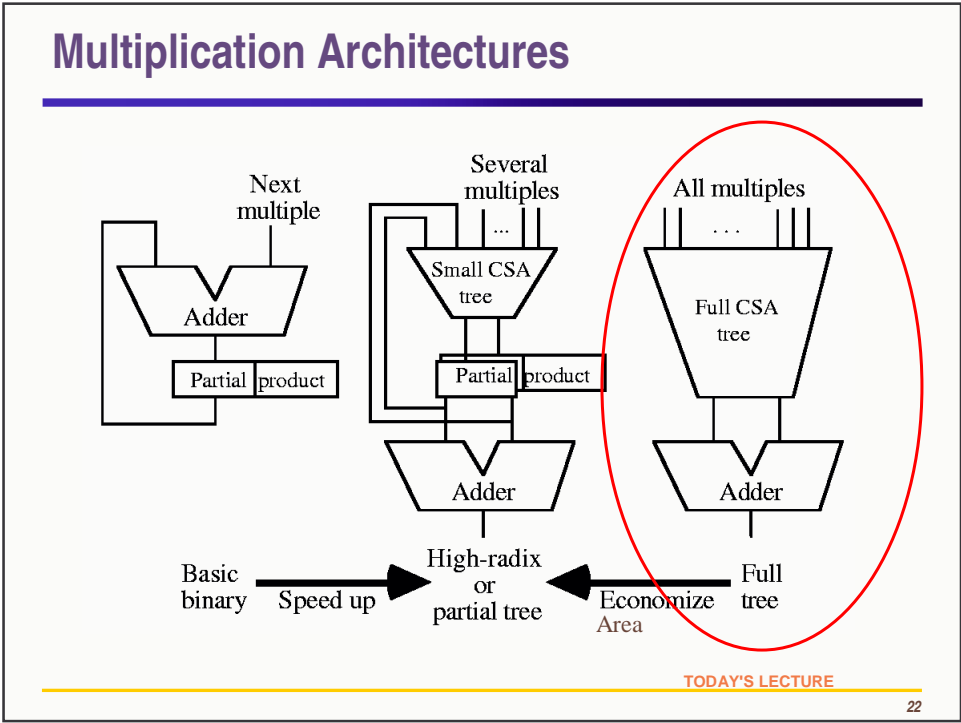 Multiplication Architectures
Next
multiple
Adder
Partial product
Several
multiples
...
Small CSA
tree
Partial product
Adder
All multiples
. . .
Full CSA
tree
Adder
Basic
binary
Speed up
High-radix
or
partial tree
Economize
Area
Full
tree
TODAY'S LECTURE
22